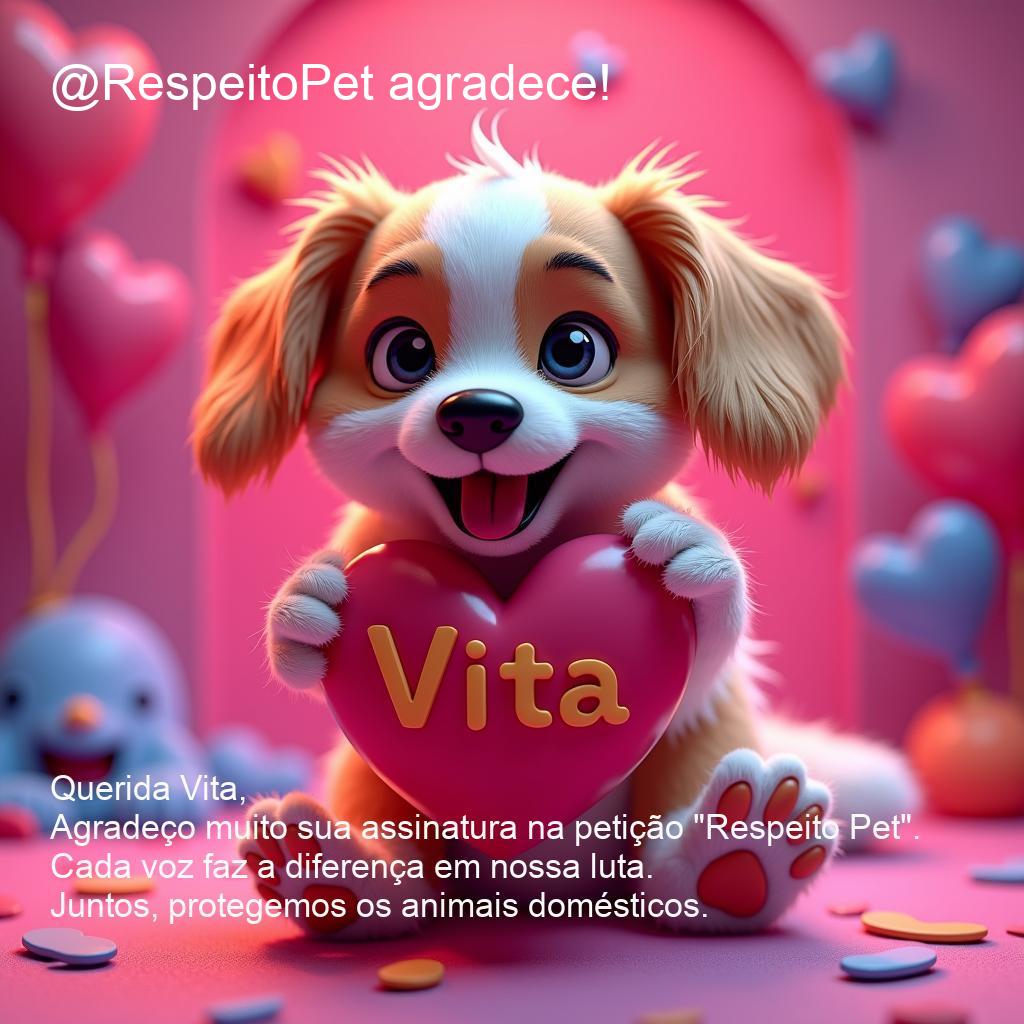 @RespeitoPet agradece!
Vita
Querida Vita,
Agradeço muito sua assinatura na petição "Respeito Pet".
Cada voz faz a diferença em nossa luta.
Juntos, protegemos os animais domésticos.